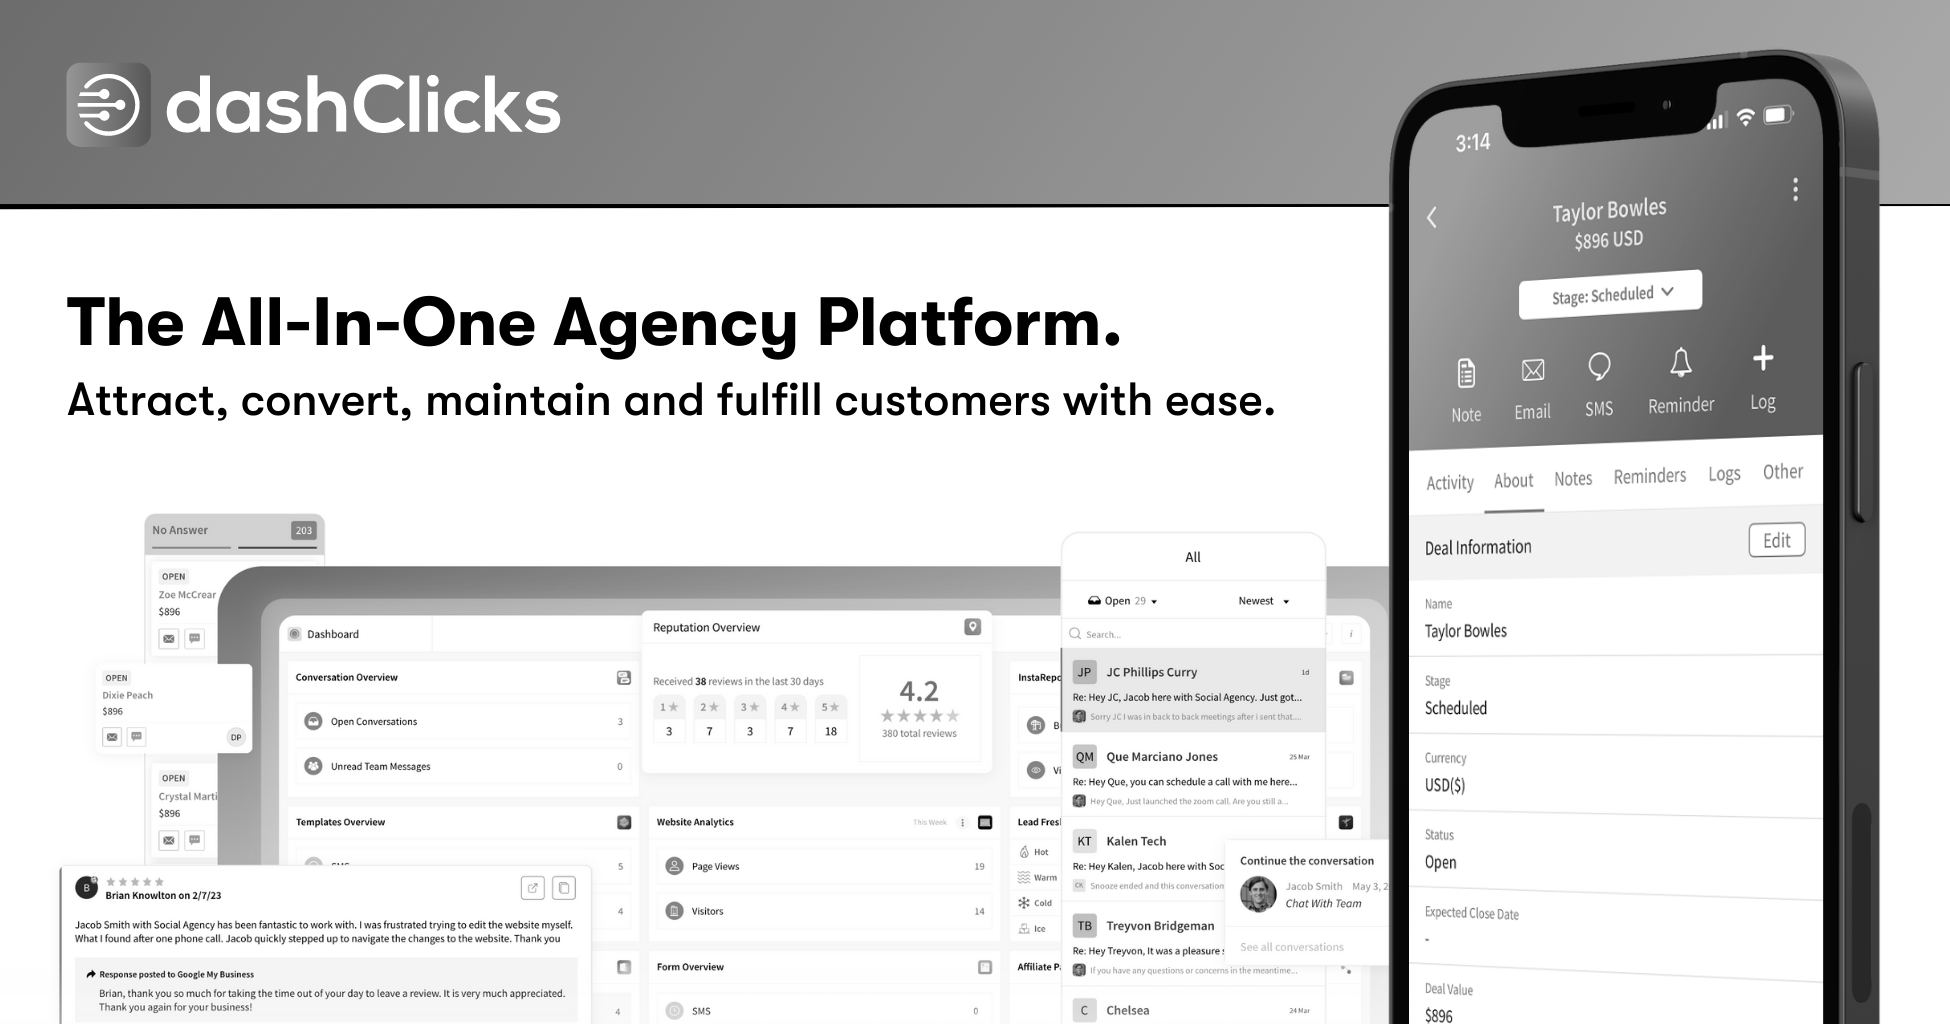 dashClicks
The All-In-One Agency Platform.
Attract, convert, maintain and fulfill customers with ease.
3:14
Taylor Bowles
$896 USD
Stage: Scheduled
Note
Email
SMS
Reminder
Log
Activity
About
Notes
Reminders
Logs
Other
Deal Information
Edit
Name
Taylor Bowles
Stage
Scheduled
Currency
USD($)
Status
Open
Expected Close Date
-
Deal Value
$896
No Answer
203
OPEN
Zoe McCrear
$896
OPEN
Dixie Peach
$896
DP
OPEN
Crystal Marti
$896
Dashboard
Conversation Overview
Open Conversations 3
Unread Team Messages 0
Templates Overview
SMS 5
4
4
Reputation Overview
Received 38 reviews in the last 30 days
1★ 2★ 3★ 4★ 5★
3 7 3 7 18
4.2
380 total reviews
Website Analytics
This Week
Page Views 19
Visitors 14
Form Overview
SMS 0
InstaRepo
Vi
Lead Fres
Hot
Warm
Cold
Ice
Affiliate P
i
All
Open 29
Newest
Search...
JP
JC Phillips Curry
1d
Re: Hey JC, Jacob here with Social Agency. Just got...
Sorry JC I was in back to back meetings after i sent that....
QM
Que Marciano Jones
25 Mar
Re: Hey Que, you can schedule a call with me here...
Hey Que, Just launched the zoom call. Are you still a...
KT
Kalen Tech
Re: Hey Kalen, Jacob here with Soc
CK
Snooze ended and this conversation
TB
Treyvon Bridgeman
Re: Hey Treyvon, It was a pleasure s
If you have any questions or concerns in the meantime...
C
Chelsea
24 Mar
Continue the conversation
Jacob Smith May 3, 2
Chat With Team
See all conversations
B
Brian Knowlton on 2/7/23
Jacob Smith with Social Agency has been fantastic to work with. I was frustrated trying to edit the website myself.
What I found after one phone call. Jacob quickly stepped up to navigate the changes to the website. Thank you
Response posted to Google My Business
Brian, thank you so much for taking the time out of your day to leave a review. It is very much appreciated.
Thank you again for your business!